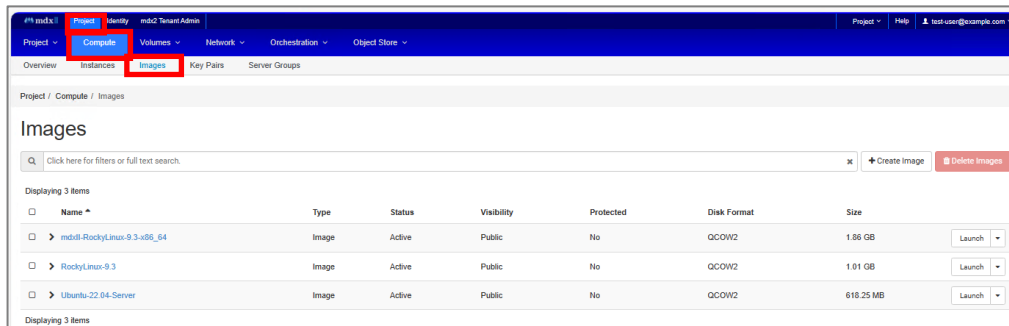 mdx II Project Identity mdx2 Tenant Admin Project Help test-user@example.com
Project Compute Volumes Network Orchestration Object Store
Overview Instances Images Key Pairs Server Groups
Project / Compute / Images
Images
Click here for filters or full text search. + Create Image Delete Images
Displaying 3 items
Name Type Status Visibility Protected Disk Format Size
mdxII-RockyLinux-9.3-x86_64 Image Active Public No QCOW2 1.86 GB Launch
RockyLinux-9.3 Image Active Public No QCOW2 1.01 GB Launch
Ubuntu-22.04-Server Image Active Public No QCOW2 618.25 MB Launch
Displaying 3 items